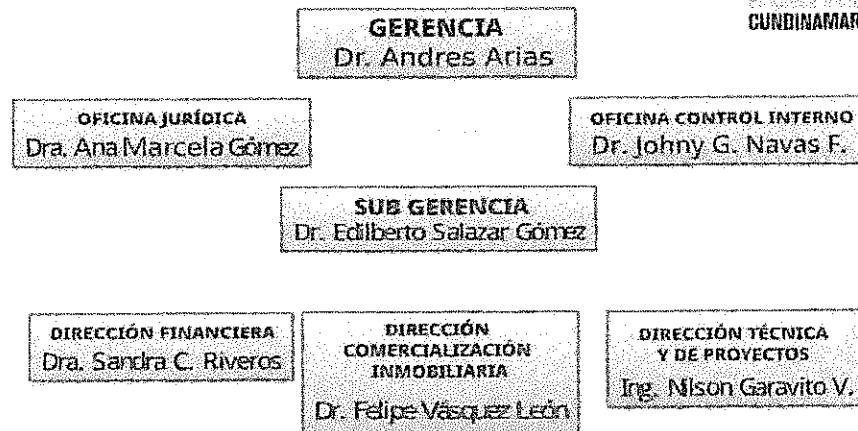 CUNDINAMAR
GERENCIA
Dr. Andres Arias
OFICINA JURÍDICA
Dra. Ana Marcela Gómez
OFICINA CONTROL INTERNO
Dr. Johny G. Navas F.
SUB GERENCIA
Dr. Edilberto Salazar Gómez
DIRECCIÓN FINANCIERA
Dra. Sandra C. Riveros
DIRECCIÓN
COMERCIALIZACIÓN
INMOBILIARIA
Dr. Felipe Vásquez León
DIRECCIÓN TÉCNICA
Y DE PROYECTOS
Ing. Nilson Garavito V.